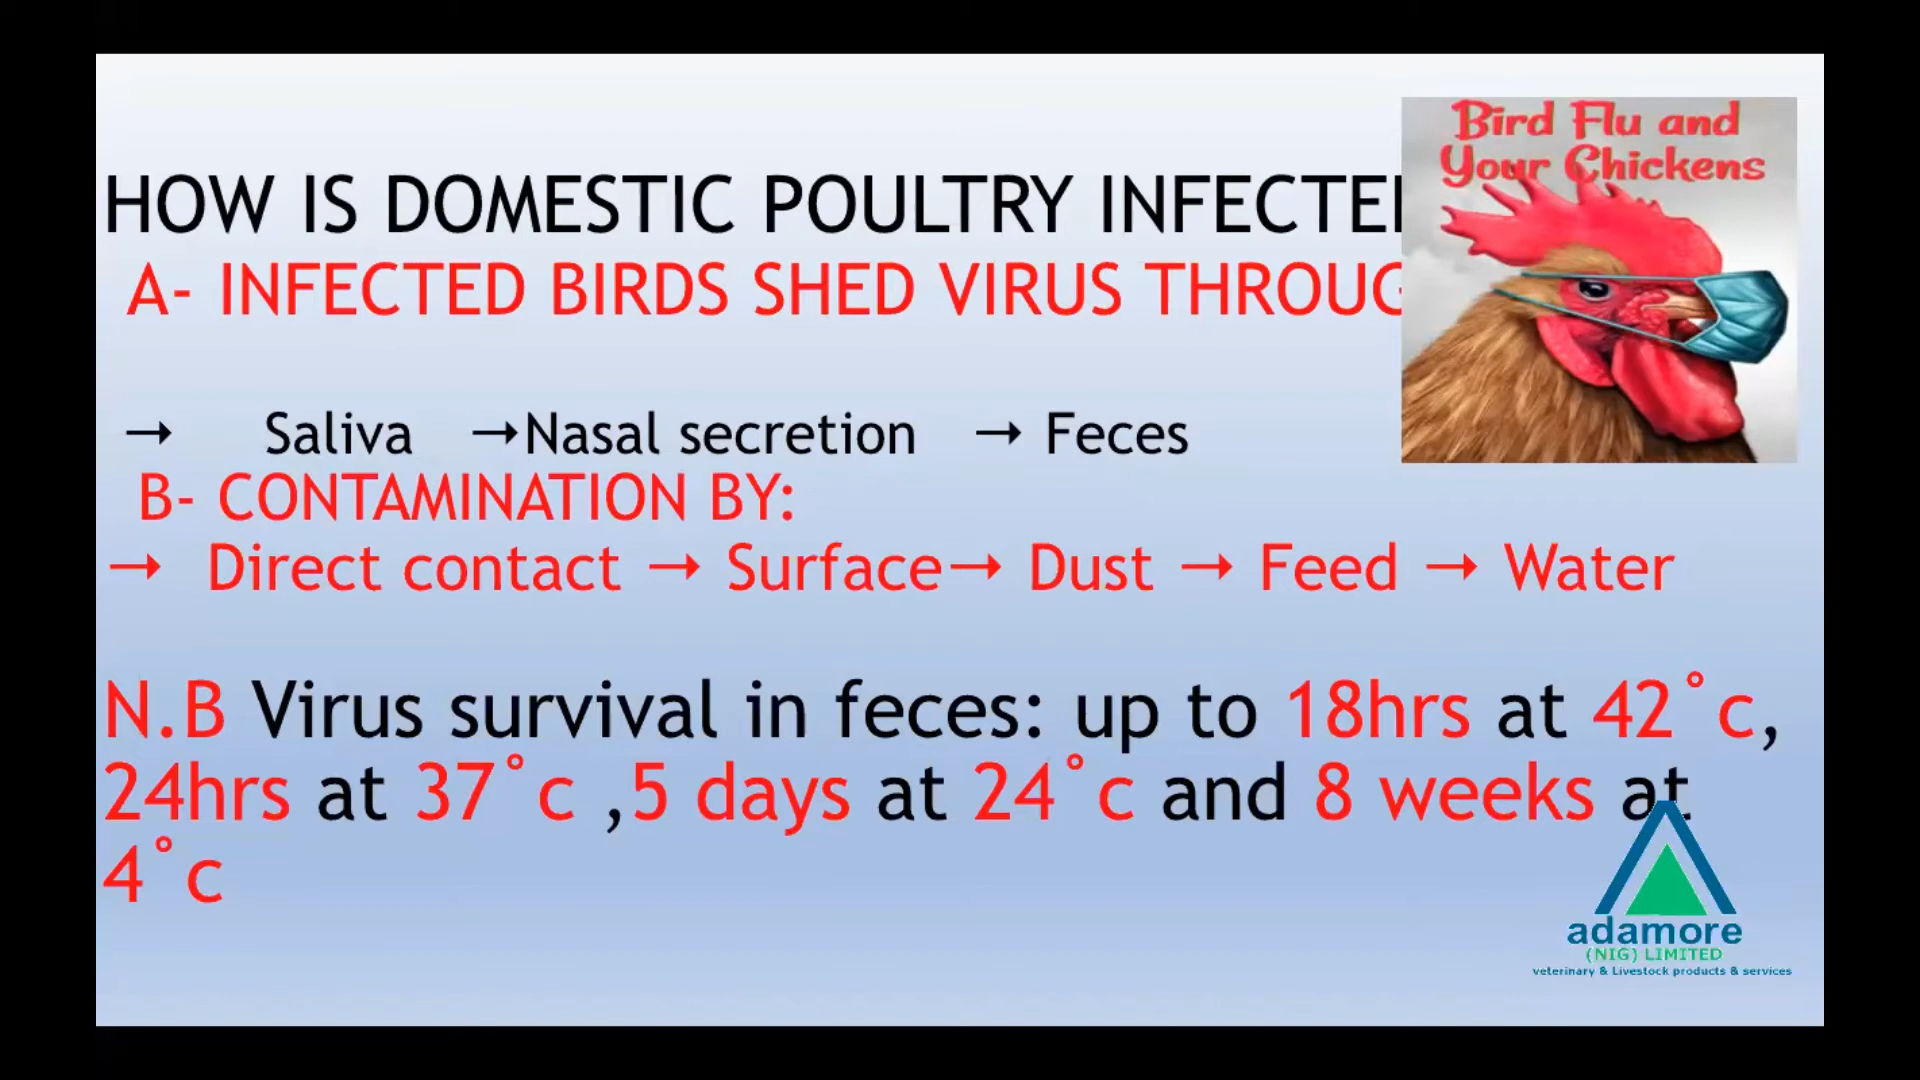 Bird Flu and
Your Chickens
HOW IS DOMESTIC POULTRY
A- INFECTED BIRDS SHED VIRUS
→ Saliva →Nasal secretion → Feces
B- CONTAMINATION BY:
→ Direct contact → Surface→ Dust → Feed → Water
N.B Virus survival in feces: up to 18hrs at 42°c,
24hrs at 37°c ,5 days at 24°c and 8 weeks at
4°c
adamore
(NIG) LIMITED
veterinary & Livestock products & services